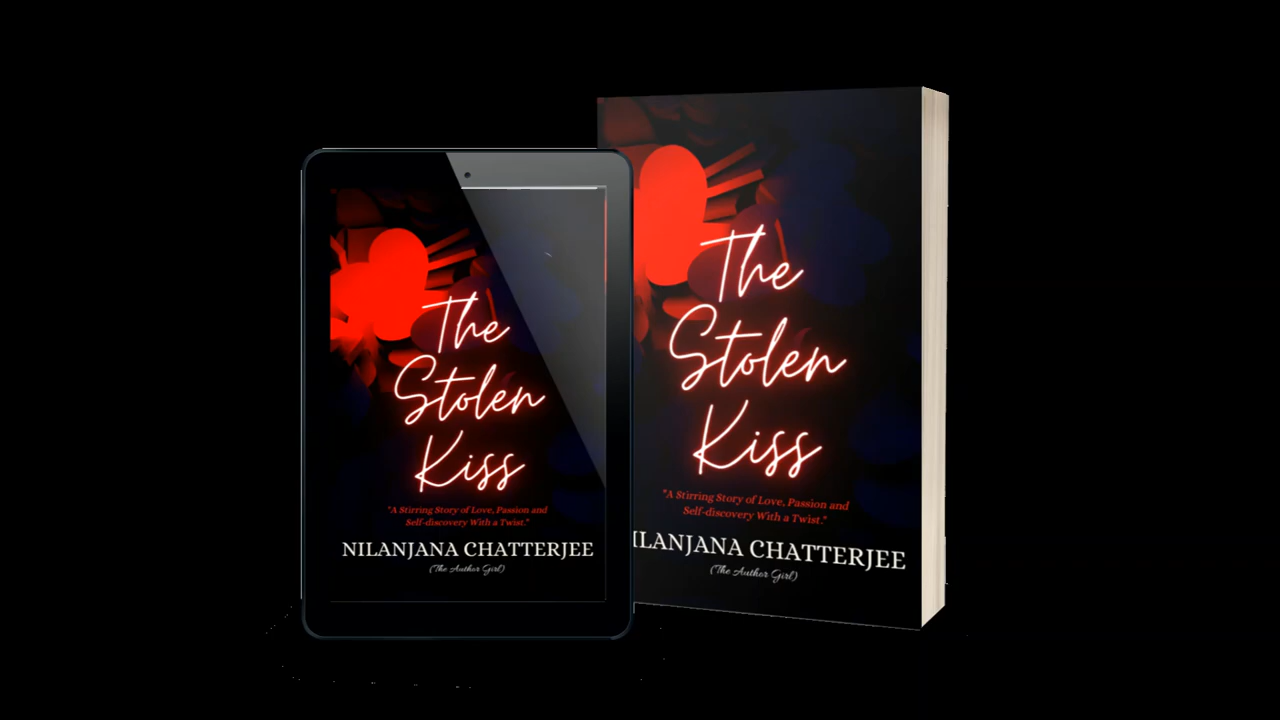 The
Stolen
Kiss
"A Stirring Story of Love, Passion and
Self-discovery With a Twist."
NILANJANA CHATTERJEE
(The Author Girl)
The
Stolen
Kiss
"A Stirring Story of Love, Passion and
Self-discovery With a Twist."
ILANJANA CHATTERJEE
(The Author Girl)